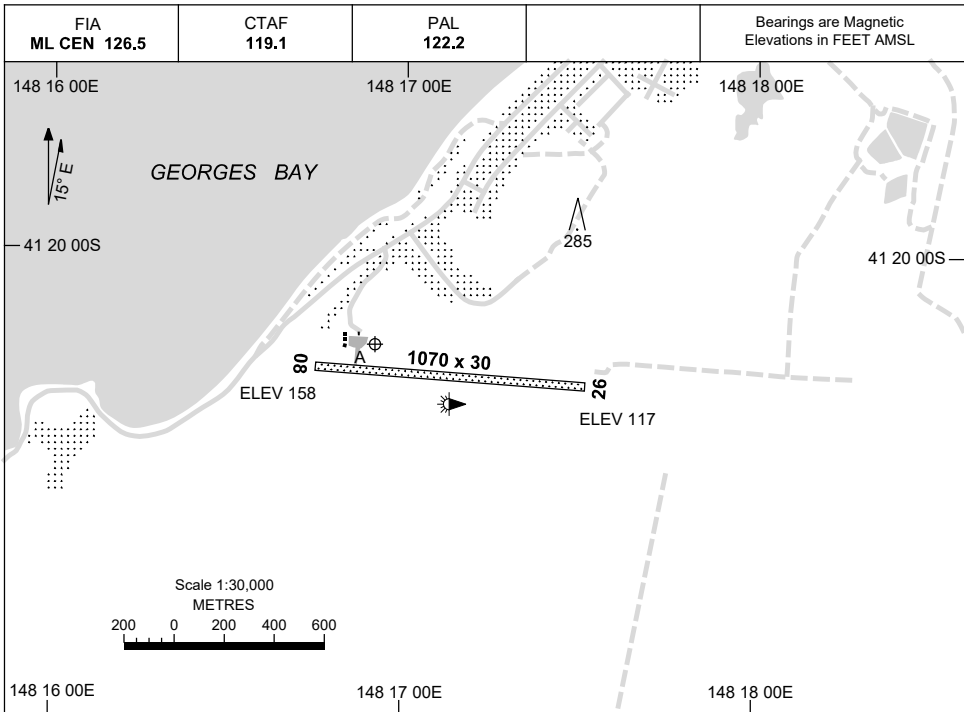 FIA
ML CEN 126.5
CTAF
119.1
PAL
122.2
Bearings are Magnetic
Elevations in FEET AMSL
148 16 00E
148 17 00E
148 18 00E
15° E
GEORGES BAY
285
41 20 00S
41 20 00S
A
08
1070 x 30
26
ELEV 158
ELEV 117
Scale 1:30,000
METRES
200 0 200 400 600
148 16 00E
148 17 00E
148 18 00E